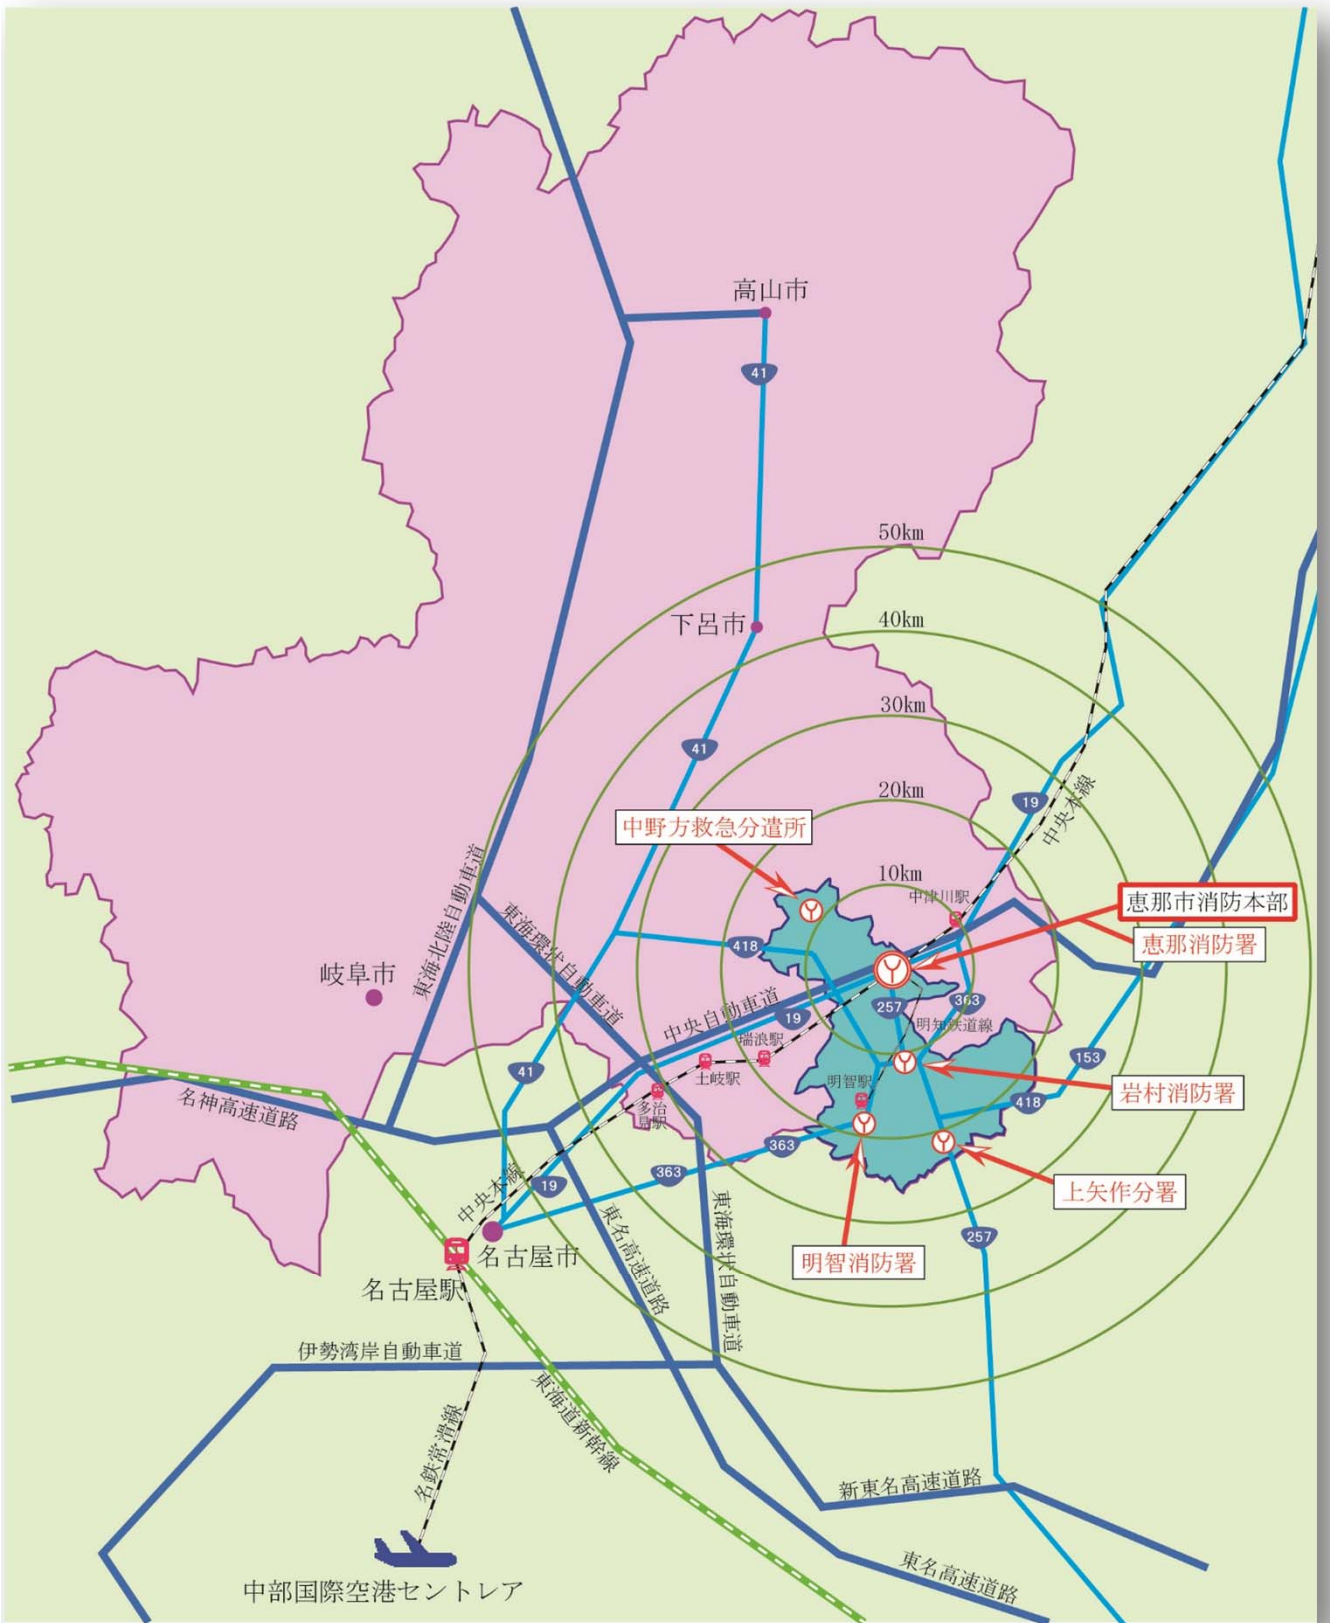 高山市
41
50km
下呂市
40km
30km
41
20km
19
中央本線
中野方救急分遣所
10km
中津川駅
恵那市消防本部
恵那消防署
東海北陸自動車道
東海環状自動車道
418
岐阜市
中央自動車道
19
257
363
明知鉄道線
瑞浪駅
土岐駅
多治
見駅
明智駅
41
153
418
岩村消防署
名神高速道路
363
363
19
中央本線
上矢作分署
名古屋市
名古屋駅
東名高速道路
東海環状自動車道
明智消防署
257
伊勢湾岸自動車道
名鉄常滑線
東海道新幹線
新東名高速道路
東名高速道路
中部国際空港セントレア